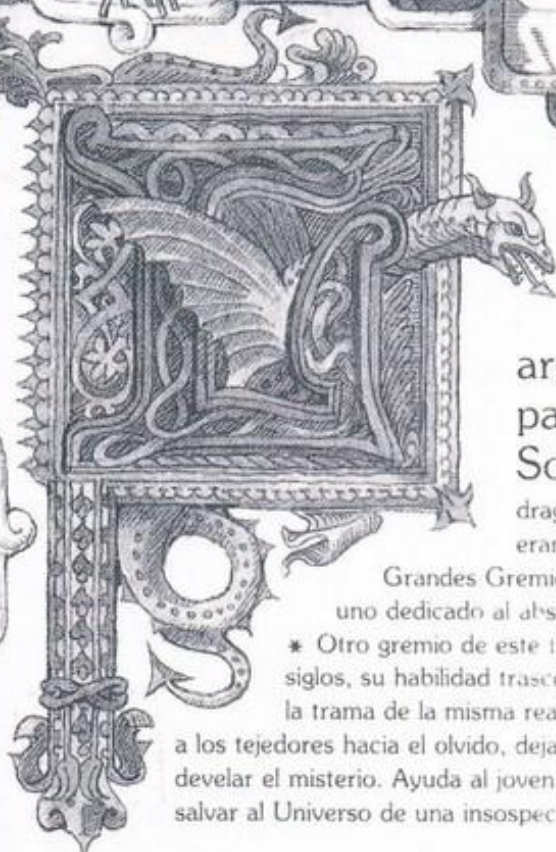 ar
pa
So
drag
eran
Grandes Gremi
uno dedicado al abs
* Otro gremio de este
siglos, su habilidad trasc
la trama de la misma rea
a los tejedores hacia el olvido, deja
develar el misterio. Ayuda al joven
salvar al Universo de una insospec